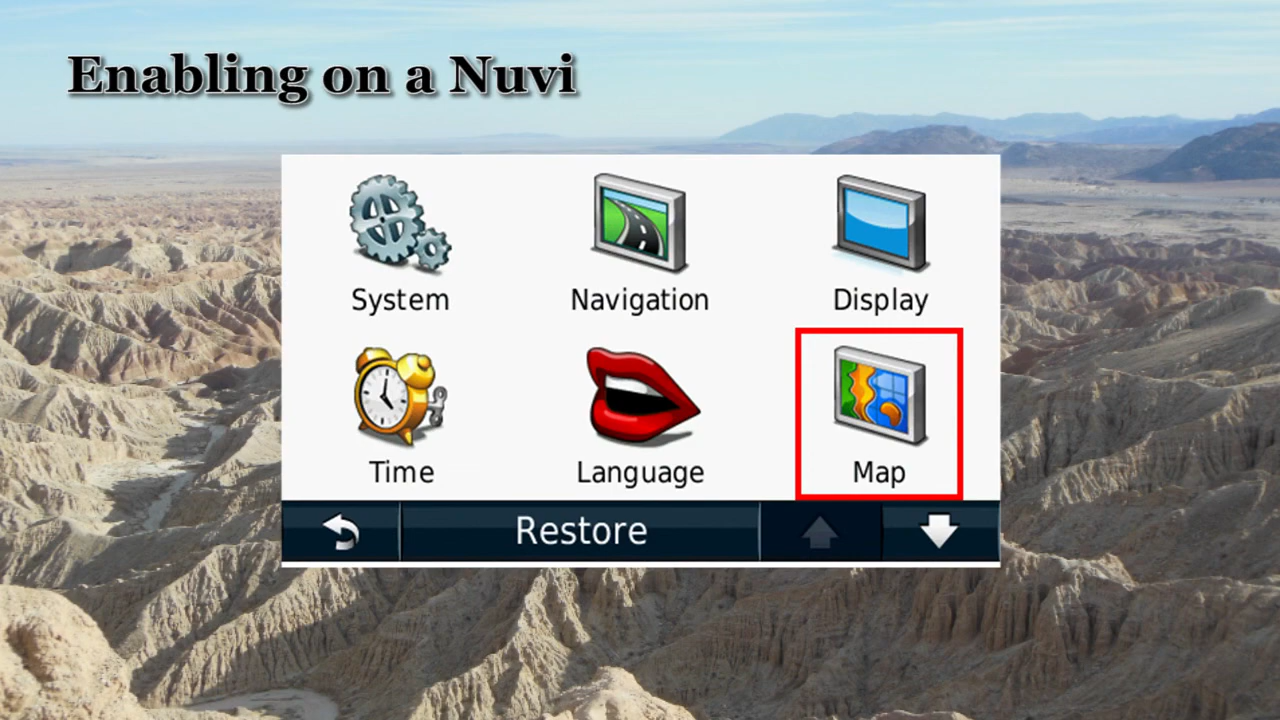 Enabling on a Nuvi
System Navigation Display
Time Language Map
Restore